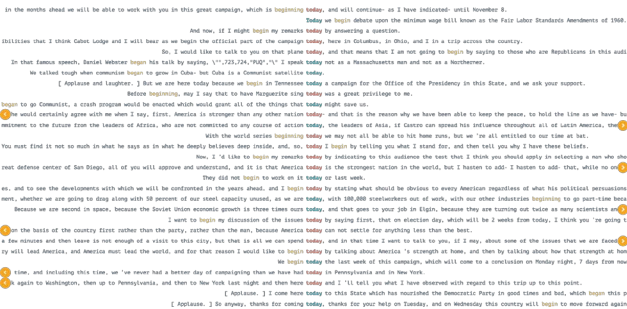 in the months ahead we will be able to work with you in this great campaign, which is beginning today, and will continue- as I have indicated- until November 8.
Today we begin debate upon the minimum wage bill known as the Fair Labor Standards Amendments of 1960.
And now, if I might begin my remarks today by answering a question.
ibilities that I think Cabot Lodge and I will bear as we begin the official part of the campaign today, here in Columbus, in Ohio, and in a trip across the country.
So, I would like to talk to you on that plane today, and that means that I am not going to begin by saying to those who are Republicans in this audi
In that famous speech, Daniel Webster began his talk by saying, \"",723,724,"PUQ","\" I speak today not as a Massachusetts man and not as a Northerner.
We talked tough when communism began to grow in Cuba- but Cuba is a Communist satellite today.
[ Applause and laughter. ] But we are here today because we begin in Tennessee today a campaign for the Office of the Presidency in this State, and we ask your support.
Before beginning, may I say that to have Marguerite sing today was a great privilege to me.
began to go Communist, a crash program would be enacted which would grant all of the things that today might save us.
he would certainly agree with me when I say, first, America is stronger than any other nation today- and that is the reason why we have been able to keep the peace, to hold the line as we have- bu
mmitment to the future from the leaders of Africa, who are not committed to any course of action today, the leaders of Asia, if Castro can spread his influence throughout all of Latin America, the
With the world series beginning today we may not all be able to hit home runs, but we 're all entitled to our time at bat.
You must find it not so much in what he says as in what he deeply believes deep inside, and, so, today I begin by telling you what I stand for, and then tell you why I have these beliefs.
Now, I 'd like to begin my remarks today by indicating to this audience the test that I think you should apply in selecting a man who sho
reat defense center of San Diego, all of you will approve and understand, and it is that America today is the strongest nation in the world, but I hasten to add- I hasten to add- that, while no on
They did not begin to work on it today or last week.
es, and to see the developments with which we will be confronted in the years ahead. and I begin today by stating what should be obvious to every American regardless of what his political persuasions
ment, whether we are going to drag along with 50 percent of our steel capacity unused, as we are today, with 100,000 steelworkers out of work, with our other industries beginning to go part-time beca
Because we are second in space, because the Soviet Union economic growth is three times ours today, and that goes to your job in Elgin, because they are turning out twice as many scientists an
I want to begin my discussion of the issues today by saying first, that on election day, which will be 2 weeks from today, I think you 're going t
on the basis of the country first rather than the party, rather than the man, because America today can not settle for anything less than the best.
a few minutes and then leave is not enough of a visit to this city, but that is all we can spend today, and in that time I want to talk to you, if I may, about some of the issues that we are faced
ry will lead America, and America must lead the world, and for that reason I would like to begin today by talking about America 's strength at home, and then by talking about how that strength at hom
We begin today the last week of this campaign, which will come to a conclusion on Monday night, 7 days from now
time, and including this time, we 've never had a better day of campaigning than we have had today in Pennsylvania and in New York.
k again to Washington, then up to Pennsylvania, and then to New York last night and then here today and I 'll tell you what I have observed with regard to this trip up to this point.
[ Applause. ] I come here today to this State which has nourished the Democratic Party in good times and bad, which began this p
[ Applause. ] So anyway, thanks for coming today, thanks for your help on Tuesday, and on Wednesday this country will begin to move forward again